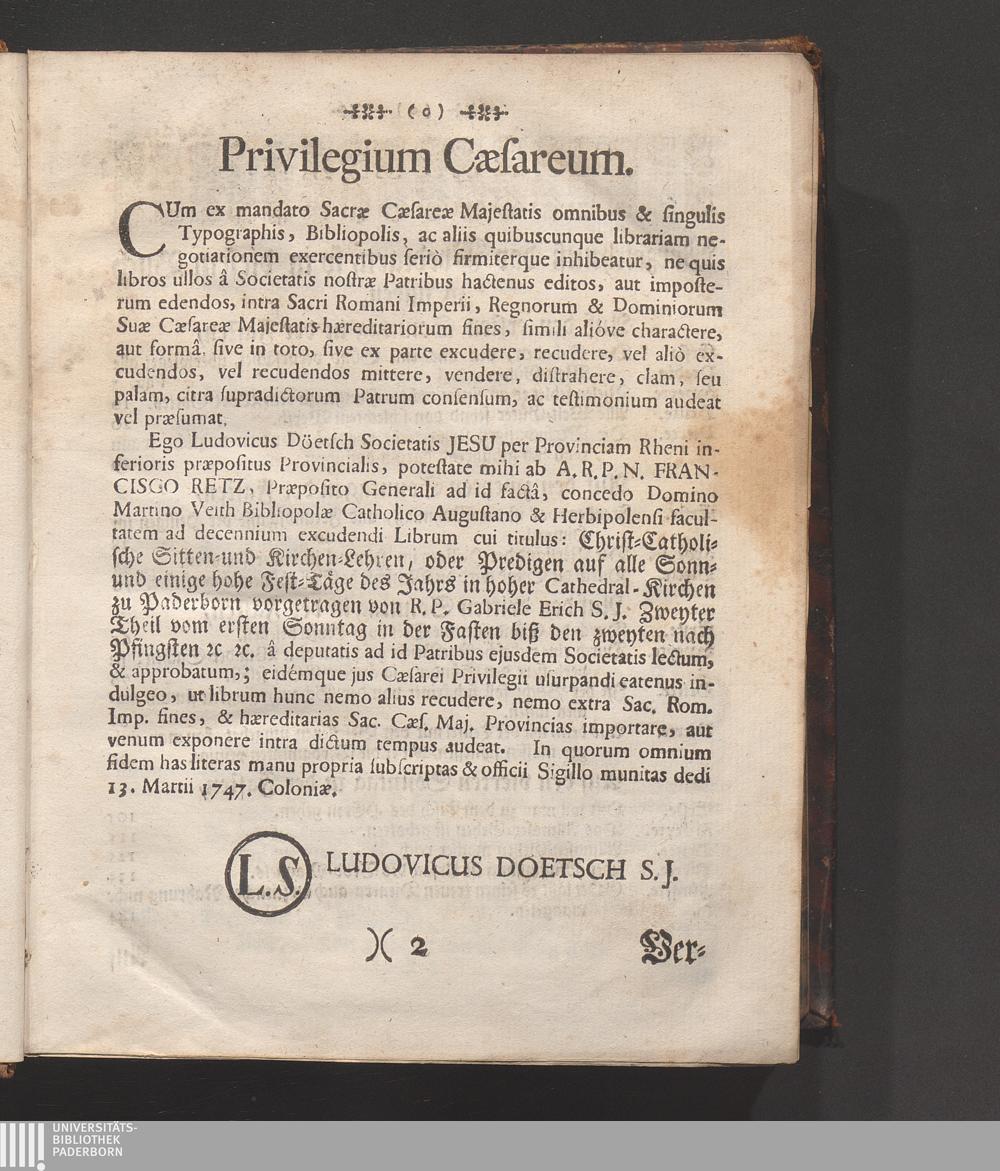 (o)
Privilegium Cæſareum.
CUm ex mandato Sacræ Cæſareæ Majeſtatis omnibus & ſingulis
Typographis, Bibliopolis, ac aliis quibuscunque librariam ne-
gotiationem exercentibus ſeriò firmiterque inhibeatur, ne quis
libros ullos â Societatis noſtræ Patribus hactenus editos, aut impoſte-
rum edendos, intra Sacri Romani Imperii, Regnorum & Dominiorum
Suæ Cæſareæ Majeſtatis hæreditariorum fines, ſimili alióve charactere,
aut formâ, ſive in toto, ſive ex parte excudere, recudere, vel aliò ex-
cudendos, vel recudendos mittere, vendere, diſtrahere, clam, ſeu
palam, citra ſupradictorum Patrum conſenſum, ac teſtimonium audeat
vel præſumat.
Ego Ludovicus Döetſch Societatis JESU per Provinciam Rheni in-
ferioris præpoſitus Provincialis, poteſtate mihi ab A. R. P. N. FRAN-
CISCO RETZ, Præpoſito Generali ad id factâ, concedo Domino
Martino Veith Bibliopolæ Catholico Auguſtano & Herbipolenſi facul-
tatem ad decennium excudendi Librum cui titulus: Chriſt-Catholi-
ſche Sitten- und Kirchen-Lehren, oder Predigen auf alle Sonn-
und einige hohe Feſt-Täge des Jahrs in hoher Cathedral-Kirchen
zu Paderborn vorgetragen von R. P. Gabriele Erich S. J. Zweyter
Theil vom erſten Sonntag in der Faſten biß den zweyten nach
Pfingſten ꝛc ꝛc. â deputatis ad id Patribus ejusdem Societatis lectum,
& approbatum,; eidémque jus Cæſarei Privilegii uſurpandi eatenus in-
dulgeo, ut librum hunc nemo alius recudere, nemo extra Sac. Rom.
Imp. fines, & hæreditarias Sac. Cæſ. Maj. Provincias importare, aut
venum exponere intra dictum tempus audeat. In quorum omnium
fidem has literas manu propria ſubſcriptas & officii Sigillo munitas dedi
13. Martii 1747. Coloniæ.
L.S. LUDOVICUS DOETSCH S.J.
)( 2 Ver-
UNIVERSITÄTS-
BIBLIOTHEK
PADERBORN